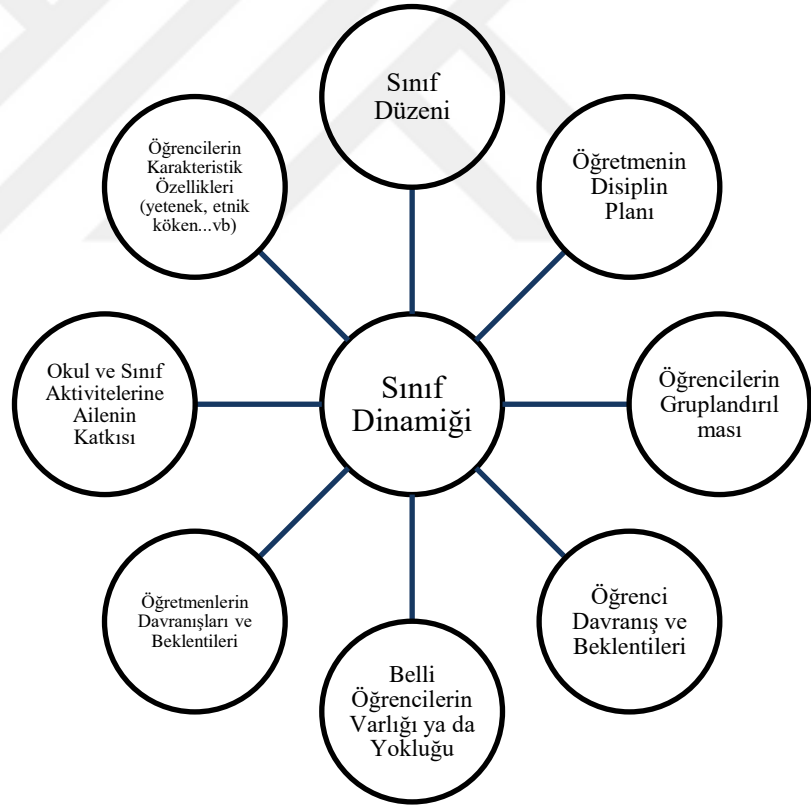 Sınıf
Düzeni
Öğretmenin
Disiplin
Planı
Öğrencilerin
Gruplandırıl
ması
Öğrenci
Davranış ve
Beklentileri
Belli
Öğrencilerin
Varlığı ya da
Yokluğu
Öğretmenlerin
Davranışları ve
Beklentileri
Okul ve Sınıf
Aktivitelerine
Ailenin
Katkısı
Öğrencilerin
Karakteristik
Özellikleri
(yetenek, etnik
köken...vb)
Sınıf
Dinamiği